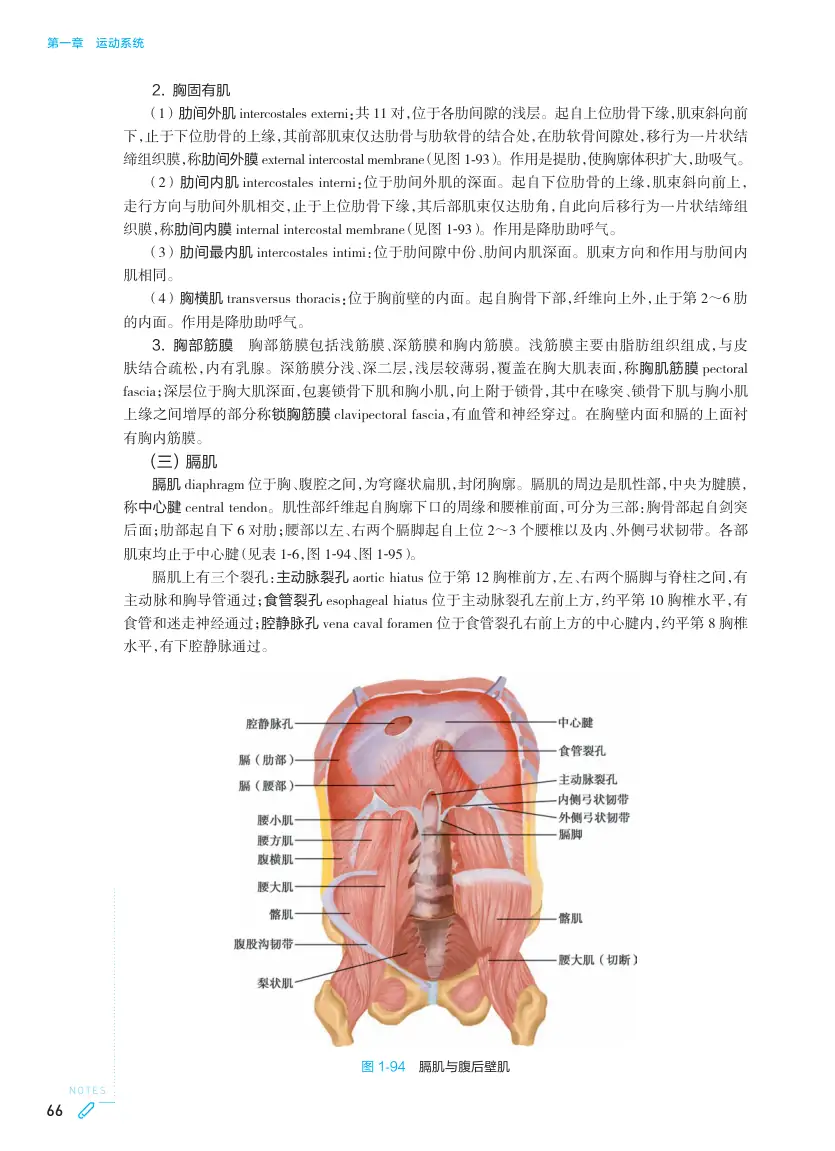 第一章 运动系统
2. 胸固有肌
（1）肋间外肌 intercostales externi：共 11 对，位于各肋间隙的浅层。起自上位肋骨下缘，肌束斜向前
下，止于下位肋骨的上缘，其前部肌束仅达肋骨与肋软骨的结合处，在肋软骨间隙处，移行为一片状结
缔组织膜，称肋间外膜 external intercostal membrane（见图 1-93）。作用是提肋，使胸廓体积扩大，助吸气。
（2）肋间内肌 intercostales interni：位于肋间外肌的深面。起自下位肋骨的上缘，肌束斜向前上，
走行方向与肋间外肌相交，止于上位肋骨下缘，其后部肌束仅达肋角，自此向后移行为一片状结缔组
织膜，称肋间内膜 internal intercostal membrane（见图 1-93）。作用是降肋助呼气。
（3）肋间最内肌 intercostales intimi：位于肋间隙中份、肋间内肌深面。肌束方向和作用与肋间内
肌相同。
（4）胸横肌 transversus thoracis：位于胸前壁的内面。起自胸骨下部，纤维向上外，止于第 2～6 肋
的内面。作用是降肋助呼气。
3. 胸部筋膜 胸部筋膜包括浅筋膜、深筋膜和胸内筋膜。浅筋膜主要由脂肪组织组成，与皮
肤结合疏松，内有乳腺。深筋膜分浅、深二层，浅层较薄弱，覆盖在胸大肌表面，称胸肌筋膜 pectoral
fascia；深层位于胸大肌深面，包裹锁骨下肌和胸小肌，向上附于锁骨，其中在喙突、锁骨下肌与胸小肌
上缘之间增厚的部分称锁胸筋膜 clavipectoral fascia，有血管和神经穿过。在胸壁内面和膈的上面衬
有胸内筋膜。
（三）膈肌
膈肌 diaphragm 位于胸、腹腔之间，为穹窿状扁肌，封闭胸廓。膈肌的周边是肌性部，中央为腱膜，
称中心腱 central tendon。肌性部纤维起自胸廓下口的周缘和腰椎前面，可分为三部：胸骨部起自剑突
后面；肋部起自下 6 对肋；腰部以左、右两个膈脚起自上位 2～3 个腰椎以及内、外侧弓状韧带。各部
肌束均止于中心腱（见表 1-6，图 1-94、图 1-95）。
膈肌上有三个裂孔：主动脉裂孔 aortic hiatus 位于第 12 胸椎前方，左、右两个膈脚与脊柱之间，有
主动脉和胸导管通过；食管裂孔 esophageal hiatus 位于主动脉裂孔左前上方，约平第 10 胸椎水平，有
食管和迷走神经通过；腔静脉孔 vena caval foramen 位于食管裂孔右前上方的中心腱内，约平第 8 胸椎
水平，有下腔静脉通过。
腔静脉孔
膈（肋部）
膈（腰部）
腰小肌
腰方肌
腹横肌
腰大肌
髂肌
腹股沟韧带
梨状肌
中心腱
食管裂孔
主动脉裂孔
内侧弓状韧带
外侧弓状韧带
膈脚
髂肌
腰大肌（切断）
图 1-94 膈肌与腹后壁肌
NOTES
66